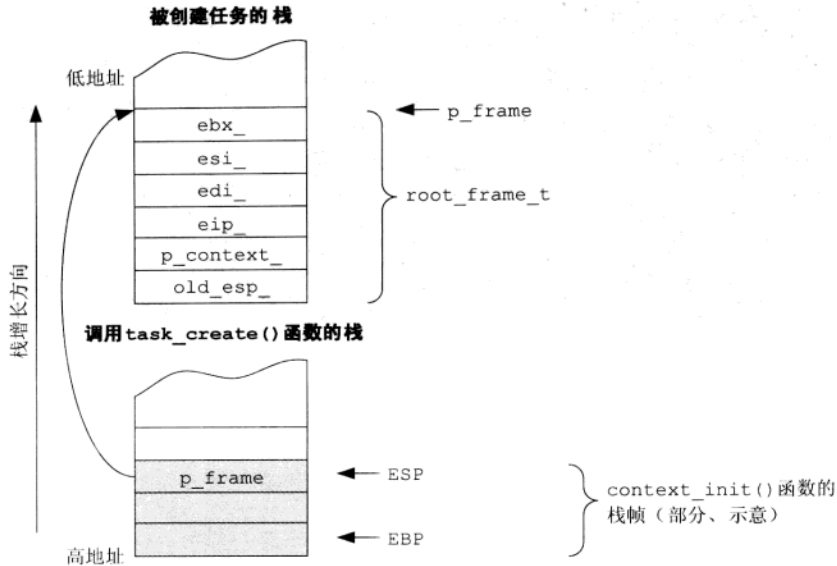 被创建任务的栈
低地址
p_frame
ebx_
esi_
edi_
root_frame_t
eip_
p_context_
old_esp_
栈增长方向
调用task_create()函数的栈
p_frame
ESP
context_init()函数的
栈帧（部分、示意）
EBP
高地址